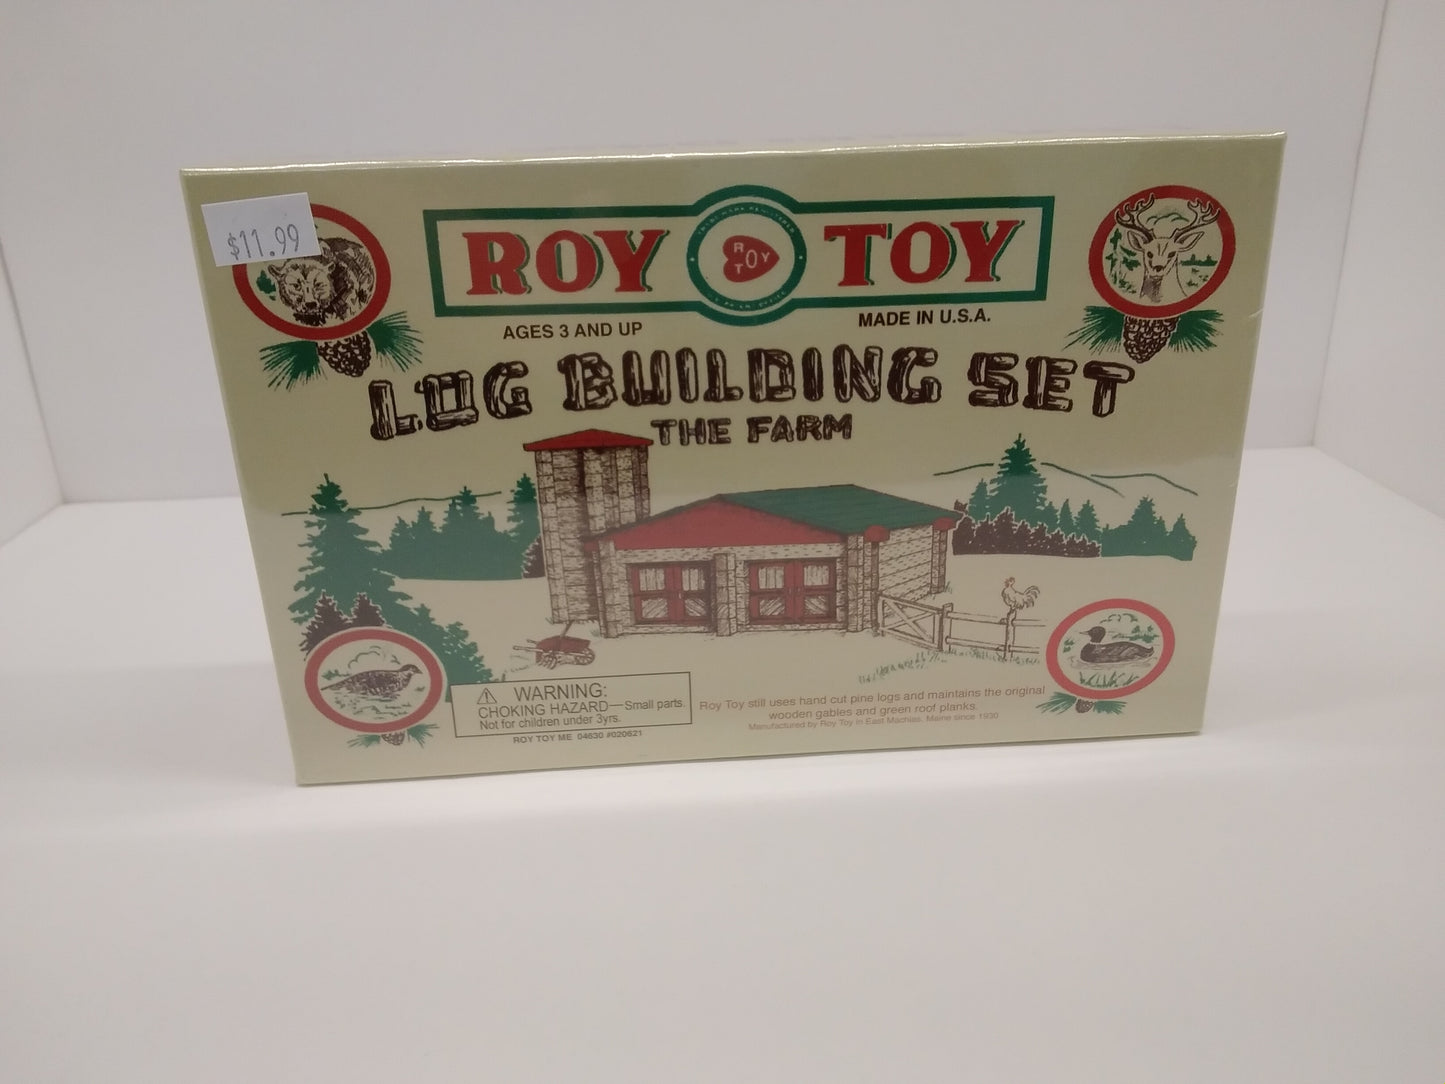 $11.99
ROY TOY
ROY TOY
AGES 3 AND UP
MADE IN U.S.A.
LOG BUILDING SET
THE FARM
WARNING:
CHOKING HAZARD—Small parts.
Not for children under 3yrs.
ROY TOY ME 04630 #020621
Roy Toy still uses hand cut pine logs and maintains the original
wooden gables and green roof planks.
Manufactured by Roy Toy in East Machias, Maine since 1930